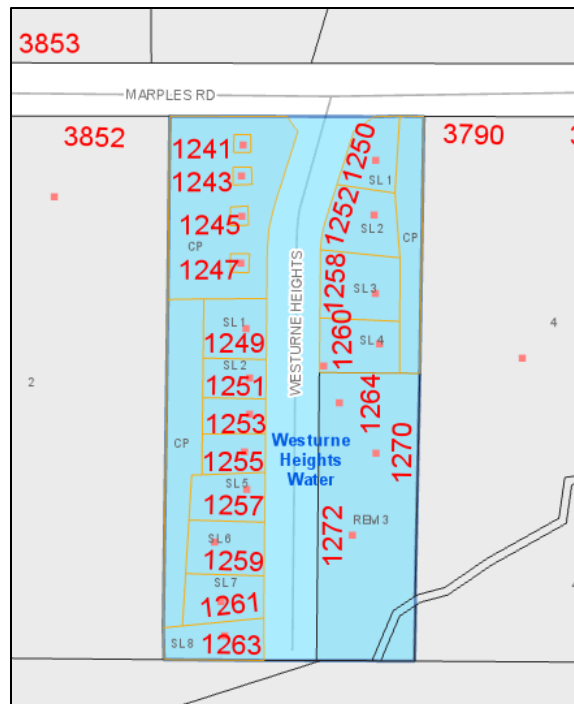 3853
MARPLES RD
3852
3790
3
1241
1243
1245
CP
1247
SL 1
1249
SL 2
1251
1253
CP
1255
SL 5
1257
SL 6
1259
SL 7
1261
SL 8
1263
2
WESTURNE HEIGHTS
Westurne
Heights
Water
1250
SL 1
1252
SL 2
CP
1258
SL 3
1260
SL 4
1264
1270
1272
REM 3
4